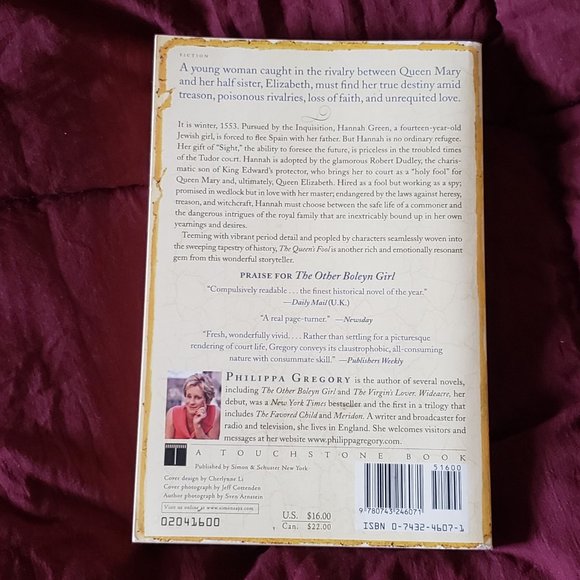 FICTION
A young woman caught in the rivalry between Queen Mary
and her half sister, Elizabeth, must find her true destiny amid
treason, poisonous rivalries, loss of faith, and unrequited love.
It is winter, 1553. Pursued by the Inquisition, Hannah Green, a fourteen-year-old
Jewish girl, is forced to flee Spain with her father. But Hannah is no ordinary refugee.
Her gift of "Sight," the ability to foresee the future, is priceless in the troubled times
of the Tudor court. Hannah is adopted by the glamorous Robert Dudley, the charis-
matic son of King Edward's protector, who brings her to court as a "holy fool" for
Queen Mary and, ultimately, Queen Elizabeth. Hired as a fool but working as a spy;
promised in wedlock but in love with her master; endangered by the laws against heresy,
treason, and witchcraft, Hannah must choose between the safe life of a commoner and
the dangerous intrigues of the royal family that are inextricably bound up in her own
yearnings and desires.
Teeming with vibrant period detail and peopled by characters seamlessly woven into
the sweeping tapestry of history, The Queen's Fool is another rich and emotionally resonant
gem from this wonderful storyteller.
PRAISE FOR The Other Boleyn Girl
"Compulsively readable . . . the finest historical novel of the year."
—Daily Mail (U.K.)
"A real page-turner." —Newsday
"Fresh, wonderfully vivid. . . . Rather than settling for a picturesque
rendering of court life, Gregory conveys its claustrophobic, all-consuming
nature with consummate skill." —Publishers Weekly
PHILIPPA GREGORY is the author of several novels,
including The Other Boleyn Girl and The Virgin's Lover. Wideacre, her
debut, was a New York Times bestseller and the first in a trilogy that
includes The Favored Child and Meridon. A writer and broadcaster for
radio and television, she lives in England. She welcomes visitors and
messages at her website www.philippagregory.com.
A TOUCHSTONE BOOK
Published by Simon & Schuster New York
Cover design by Cherlynne Li
Cover photograph by Jeff Cottenden
Author photograph by Sven Arnstein
Visit us online at www.simonsays.com
02041600
U.S. $16.00
Can. $22.00
51600
9 780743 246071
ISBN 0-7432-4607-1